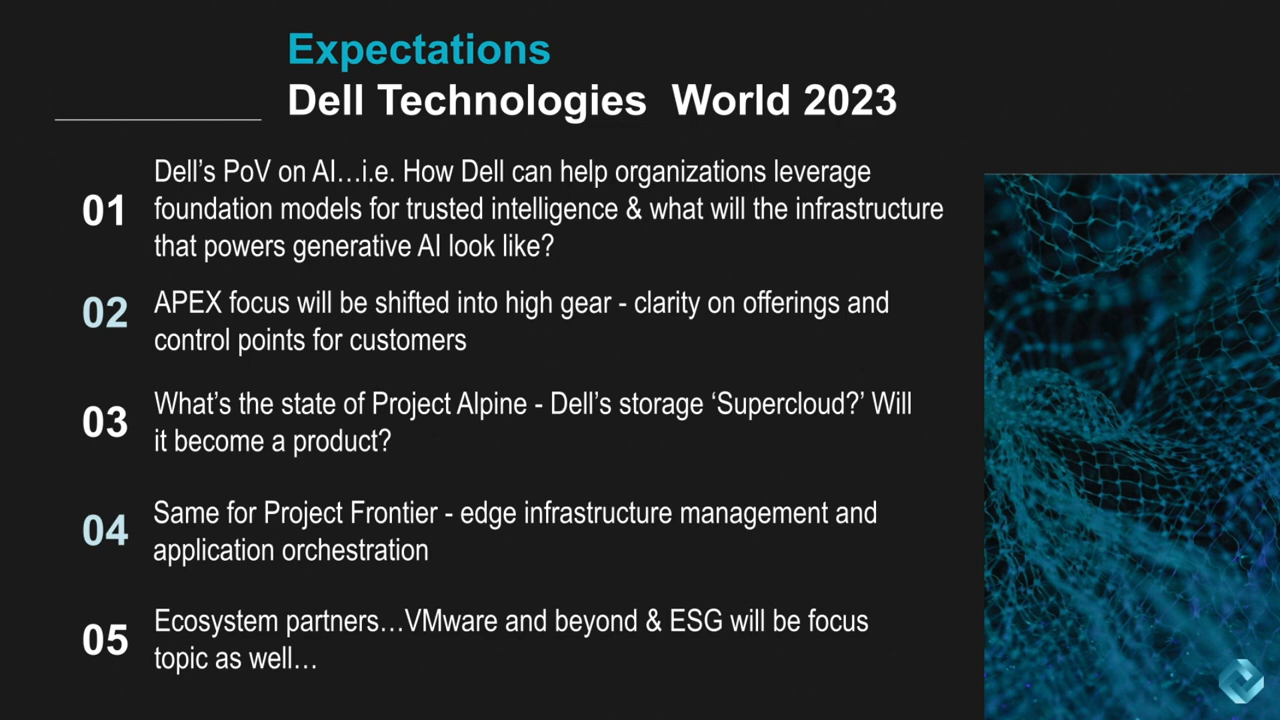 Expectations
Dell Technologies  World 2023
01
Dell’s PoV on AI…i.e. How Dell can help organizations leverage
foundation models for trusted intelligence & what will the infrastructure
that powers generative AI look like?
02
APEX focus will be shifted into high gear - clarity on offerings and
control points for customers
03
What’s the state of Project Alpine - Dell’s storage ‘Supercloud?’ Will
it become a product?
04
Same for Project Frontier - edge infrastructure management and
application orchestration
05
Ecosystem partners…VMware and beyond & ESG will be focus
topic as well…